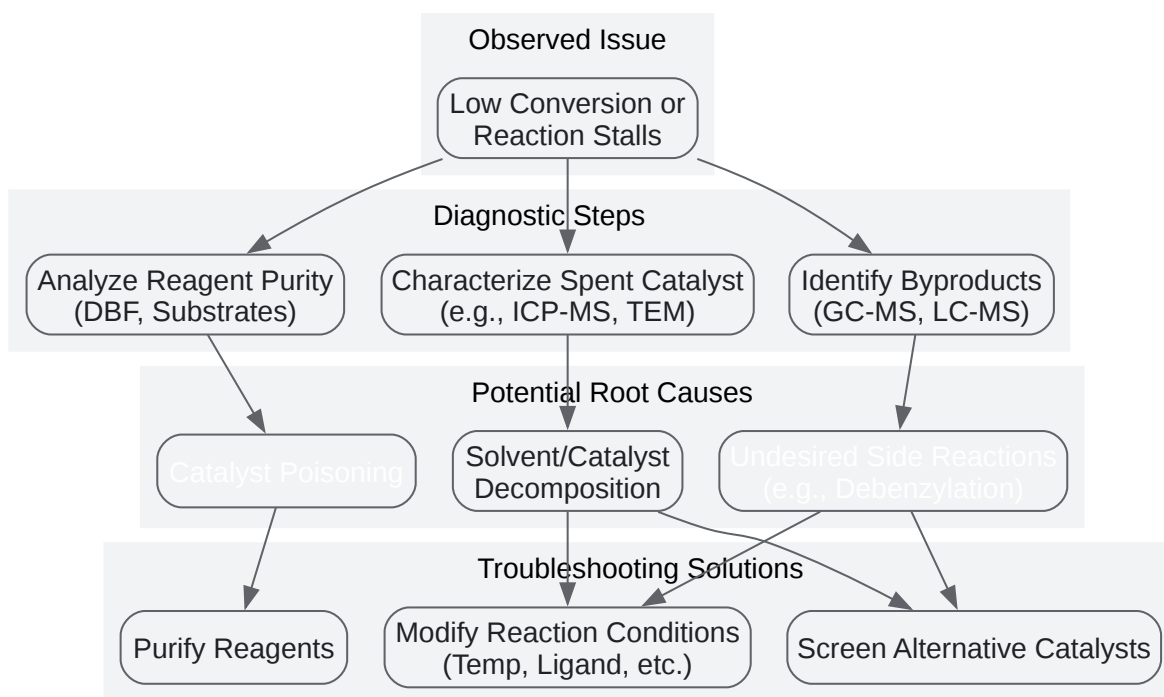 Observed Issue
Low Conversion or
Reaction Stalls
Diagnostic Steps
Analyze Reagent Purity
(DBF, Substrates)
Characterize Spent Catalyst
(e.g., ICP-MS, TEM)
Identify Byproducts
(GC-MS, LC-MS)
Potential Root Causes
Catalyst Poisoning
Solvent/Catalyst
Decomposition
Undesired Side Reactions
(e.g., Debenzylation)
Troubleshooting Solutions
Purify Reagents
Modify Reaction Conditions
(Temp, Ligand, etc.)
Screen Alternative Catalysts